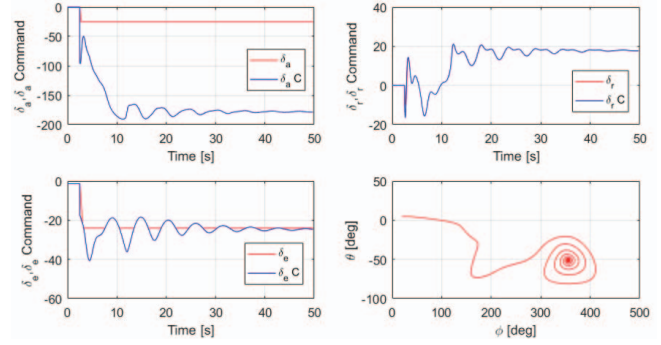 0
-50
-100
-150
-200
δa,δa Command
0 10 20 30 40 50
Time [s]
δa
δa C
40
20
0
-20
δr,δr Command
0 10 20 30 40 50
Time [s]
δr
δr C
0
-20
-40
-60
δe,δe Command
0 10 20 30 40 50
Time [s]
δe
δe C
50
0
-50
-100
θ [deg]
0 100 200 300 400 500
ϕ [deg]